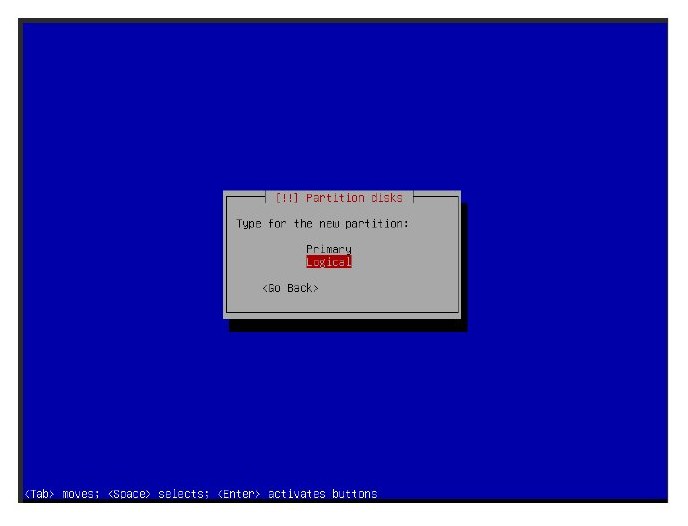 [!!] Partition disks
Type for the new partition:
Primary
Logical
<Go Back>
<Tab> moves; <Space> selects; <Enter> activates buttons